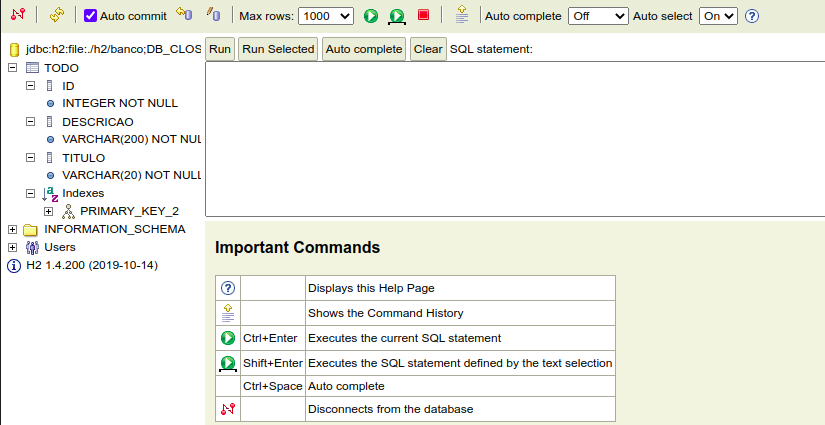 Auto commit Max rows: 1000 Auto complete Off Auto select On
jdbc:h2:file:./h2/banco;DB_CLOS
TODO
ID
INTEGER NOT NULL
DESCRICAO
VARCHAR(200) NOT NUL
TITULO
VARCHAR(20) NOT NULL
Indexes
PRIMARY_KEY_2
INFORMATION_SCHEMA
Users
H2 1.4.200 (2019-10-14)
Run Run Selected Auto complete Clear SQL statement:
Important Commands
Displays this Help Page
Shows the Command History
Ctrl+Enter Executes the current SQL statement
Shift+Enter Executes the SQL statement defined by the text selection
Ctrl+Space Auto complete
Disconnects from the database